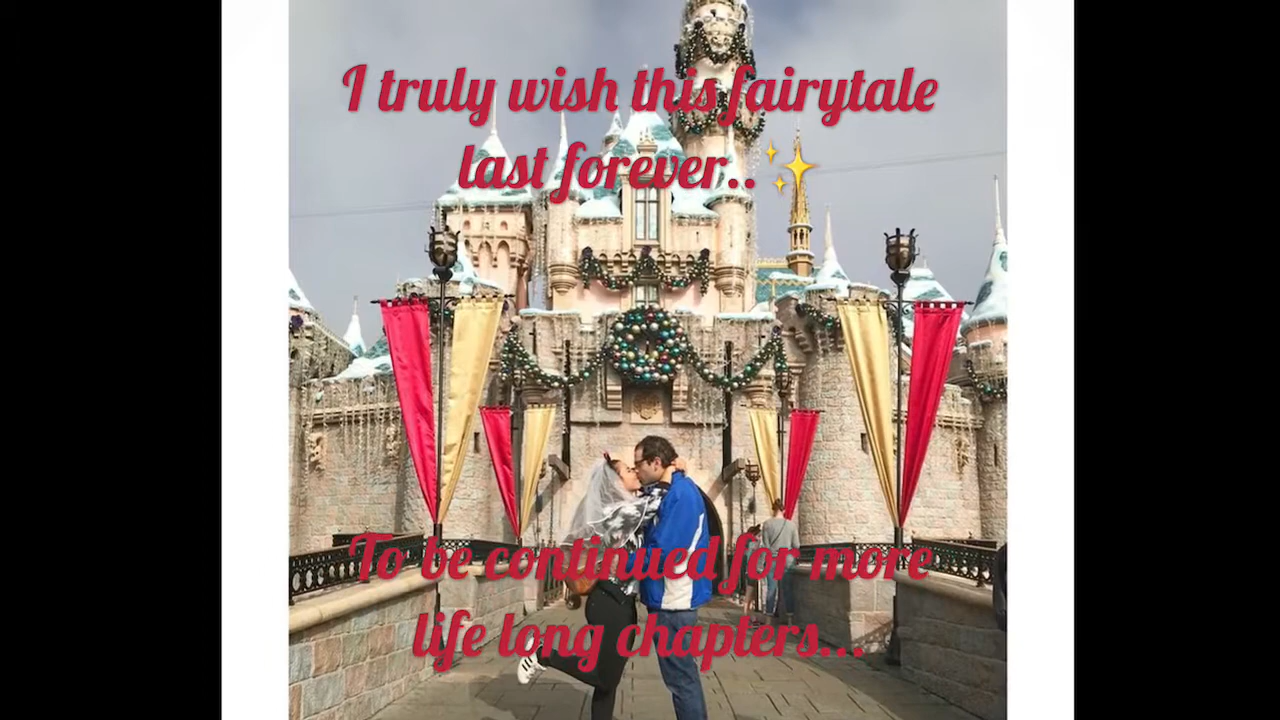 I truly wish this fairytale
last forever..✨
To be continued for more
life long chapters...